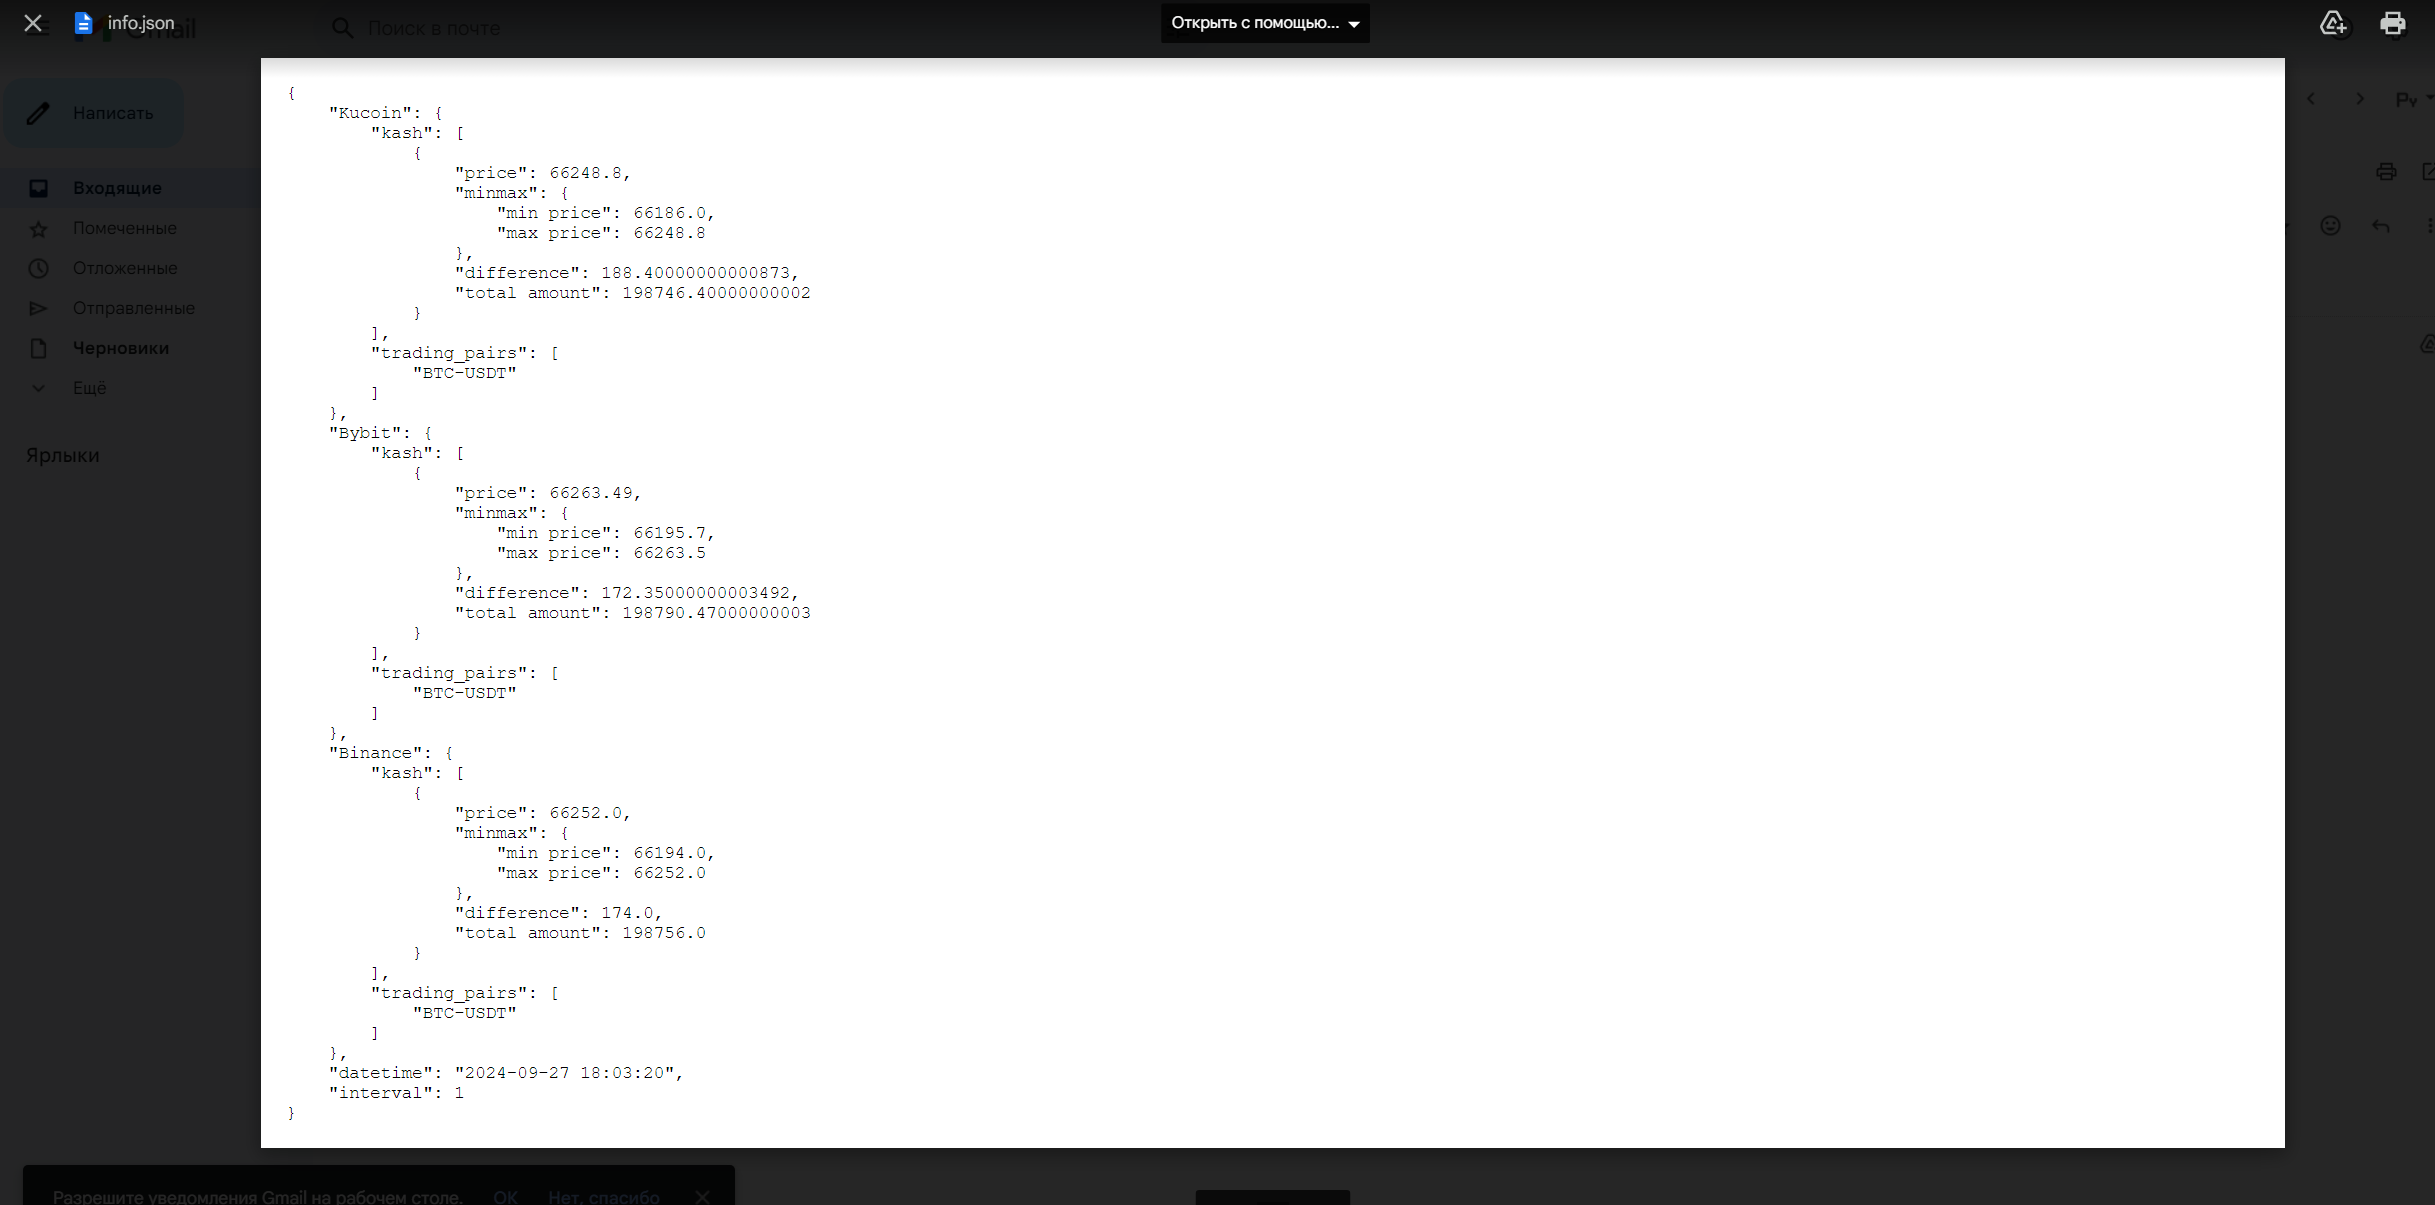 info.json
Gmail
Поиск в почте
Открыть с помощью...
Написать
Входящие
Помеченные
Отложенные
Отправленные
Черновики
Ещё
Ярлыки
{
    "Kucoin": {
        "kash": [
            {
                "price": 66248.8,
                "minmax": {
                    "min price": 66186.0,
                    "max price": 66248.8
                },
                "difference": 188.40000000000873,
                "total amount": 198746.40000000002
            }
        ],
        "trading_pairs": [
            "BTC-USDT"
        ]
    },
    "Bybit": {
        "kash": [
            {
                "price": 66263.49,
                "minmax": {
                    "min price": 66195.7,
                    "max price": 66263.5
                },
                "difference": 172.35000000003492,
                "total amount": 198790.47000000003
            }
        ],
        "trading_pairs": [
            "BTC-USDT"
        ]
    },
    "Binance": {
        "kash": [
            {
                "price": 66252.0,
                "minmax": {
                    "min price": 66194.0,
                    "max price": 66252.0
                },
                "difference": 174.0,
                "total amount": 198756.0
            }
        ],
        "trading_pairs": [
            "BTC-USDT"
        ]
    },
    "datetime": "2024-09-27 18:03:20",
    "interval": 1
}
Ру
Разрешите уведомления Gmail на рабочем столе. OK Нет, спасибо